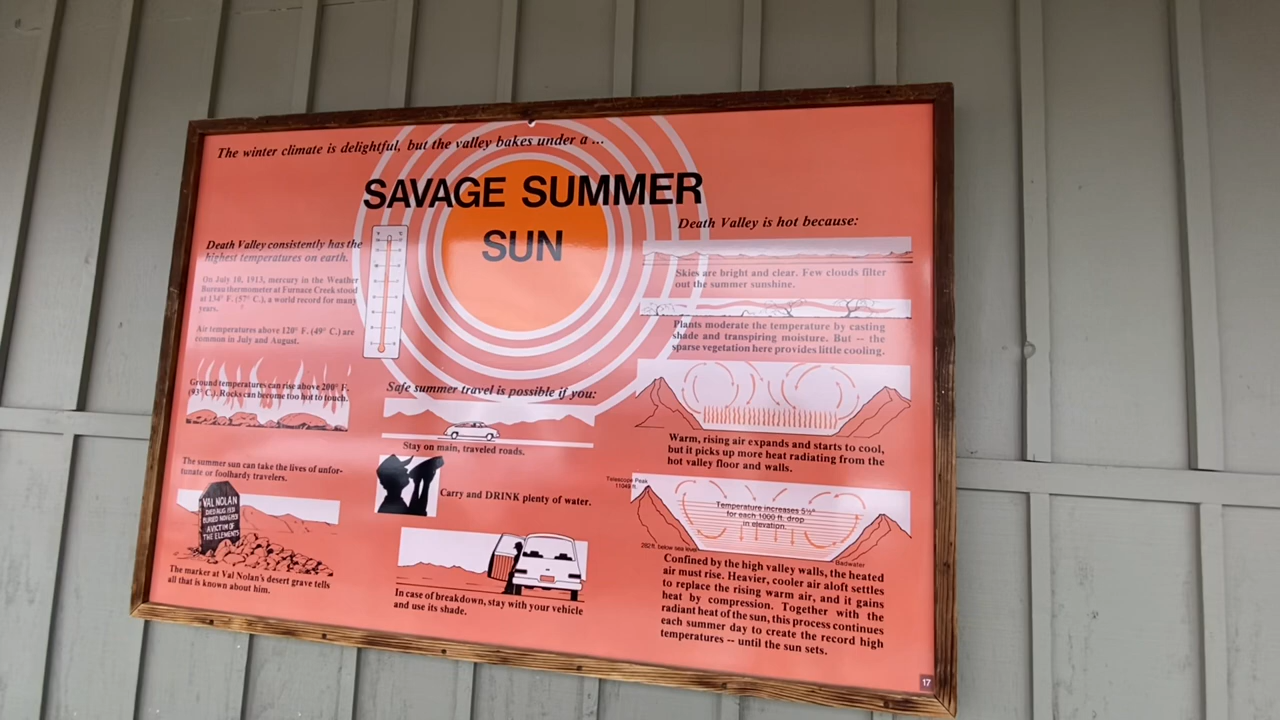 The winter climate is delightful, but the valley bakes under a ...
SAVAGE SUMMER
SUN
Death Valley consistently has the
highest temperatures on earth.
On July 10, 1913, mercury in the Weather
Bureau thermometer at Furnace Creek stood
at 134° F. (57° C.), a world record for many
years.
Air temperatures above 120° F. (49° C.) are
common in July and August.
Ground temperatures can rise above 200° F.
(93° C.). Rocks can become too hot to touch.
The summer sun can take the lives of unfor-
tunate or foolhardy travelers.
VAL NOLAN
A VICTIM OF
THE ELEMENTS
The marker at Val Nolan's desert grave tells
all that is known about him.
Safe summer travel is possible if you:
Stay on main, traveled roads.
Carry and DRINK plenty of water.
In case of breakdown, stay with your vehicle
and use its shade.
Death Valley is hot because:
Skies are bright and clear. Few clouds filter
out the summer sunshine.
Plants moderate the temperature by casting
shade and transpiring moisture. But -- the
sparse vegetation here provides little cooling.
Warm, rising air expands and starts to cool,
but it picks up more heat radiating from the
hot valley floor and walls.
Telescope Peak
11049 ft.
Temperature increases 5½°
for each 1000 ft. drop
in elevation.
282 ft. below sea level
Badwater
Confined by the high valley walls, the heated
air must rise. Heavier, cooler air aloft settles
to replace the rising warm air, and it gains
heat by compression. Together with the
radiant heat of the sun, this process continues
each summer day to create the record high
temperatures -- until the sun sets.
17